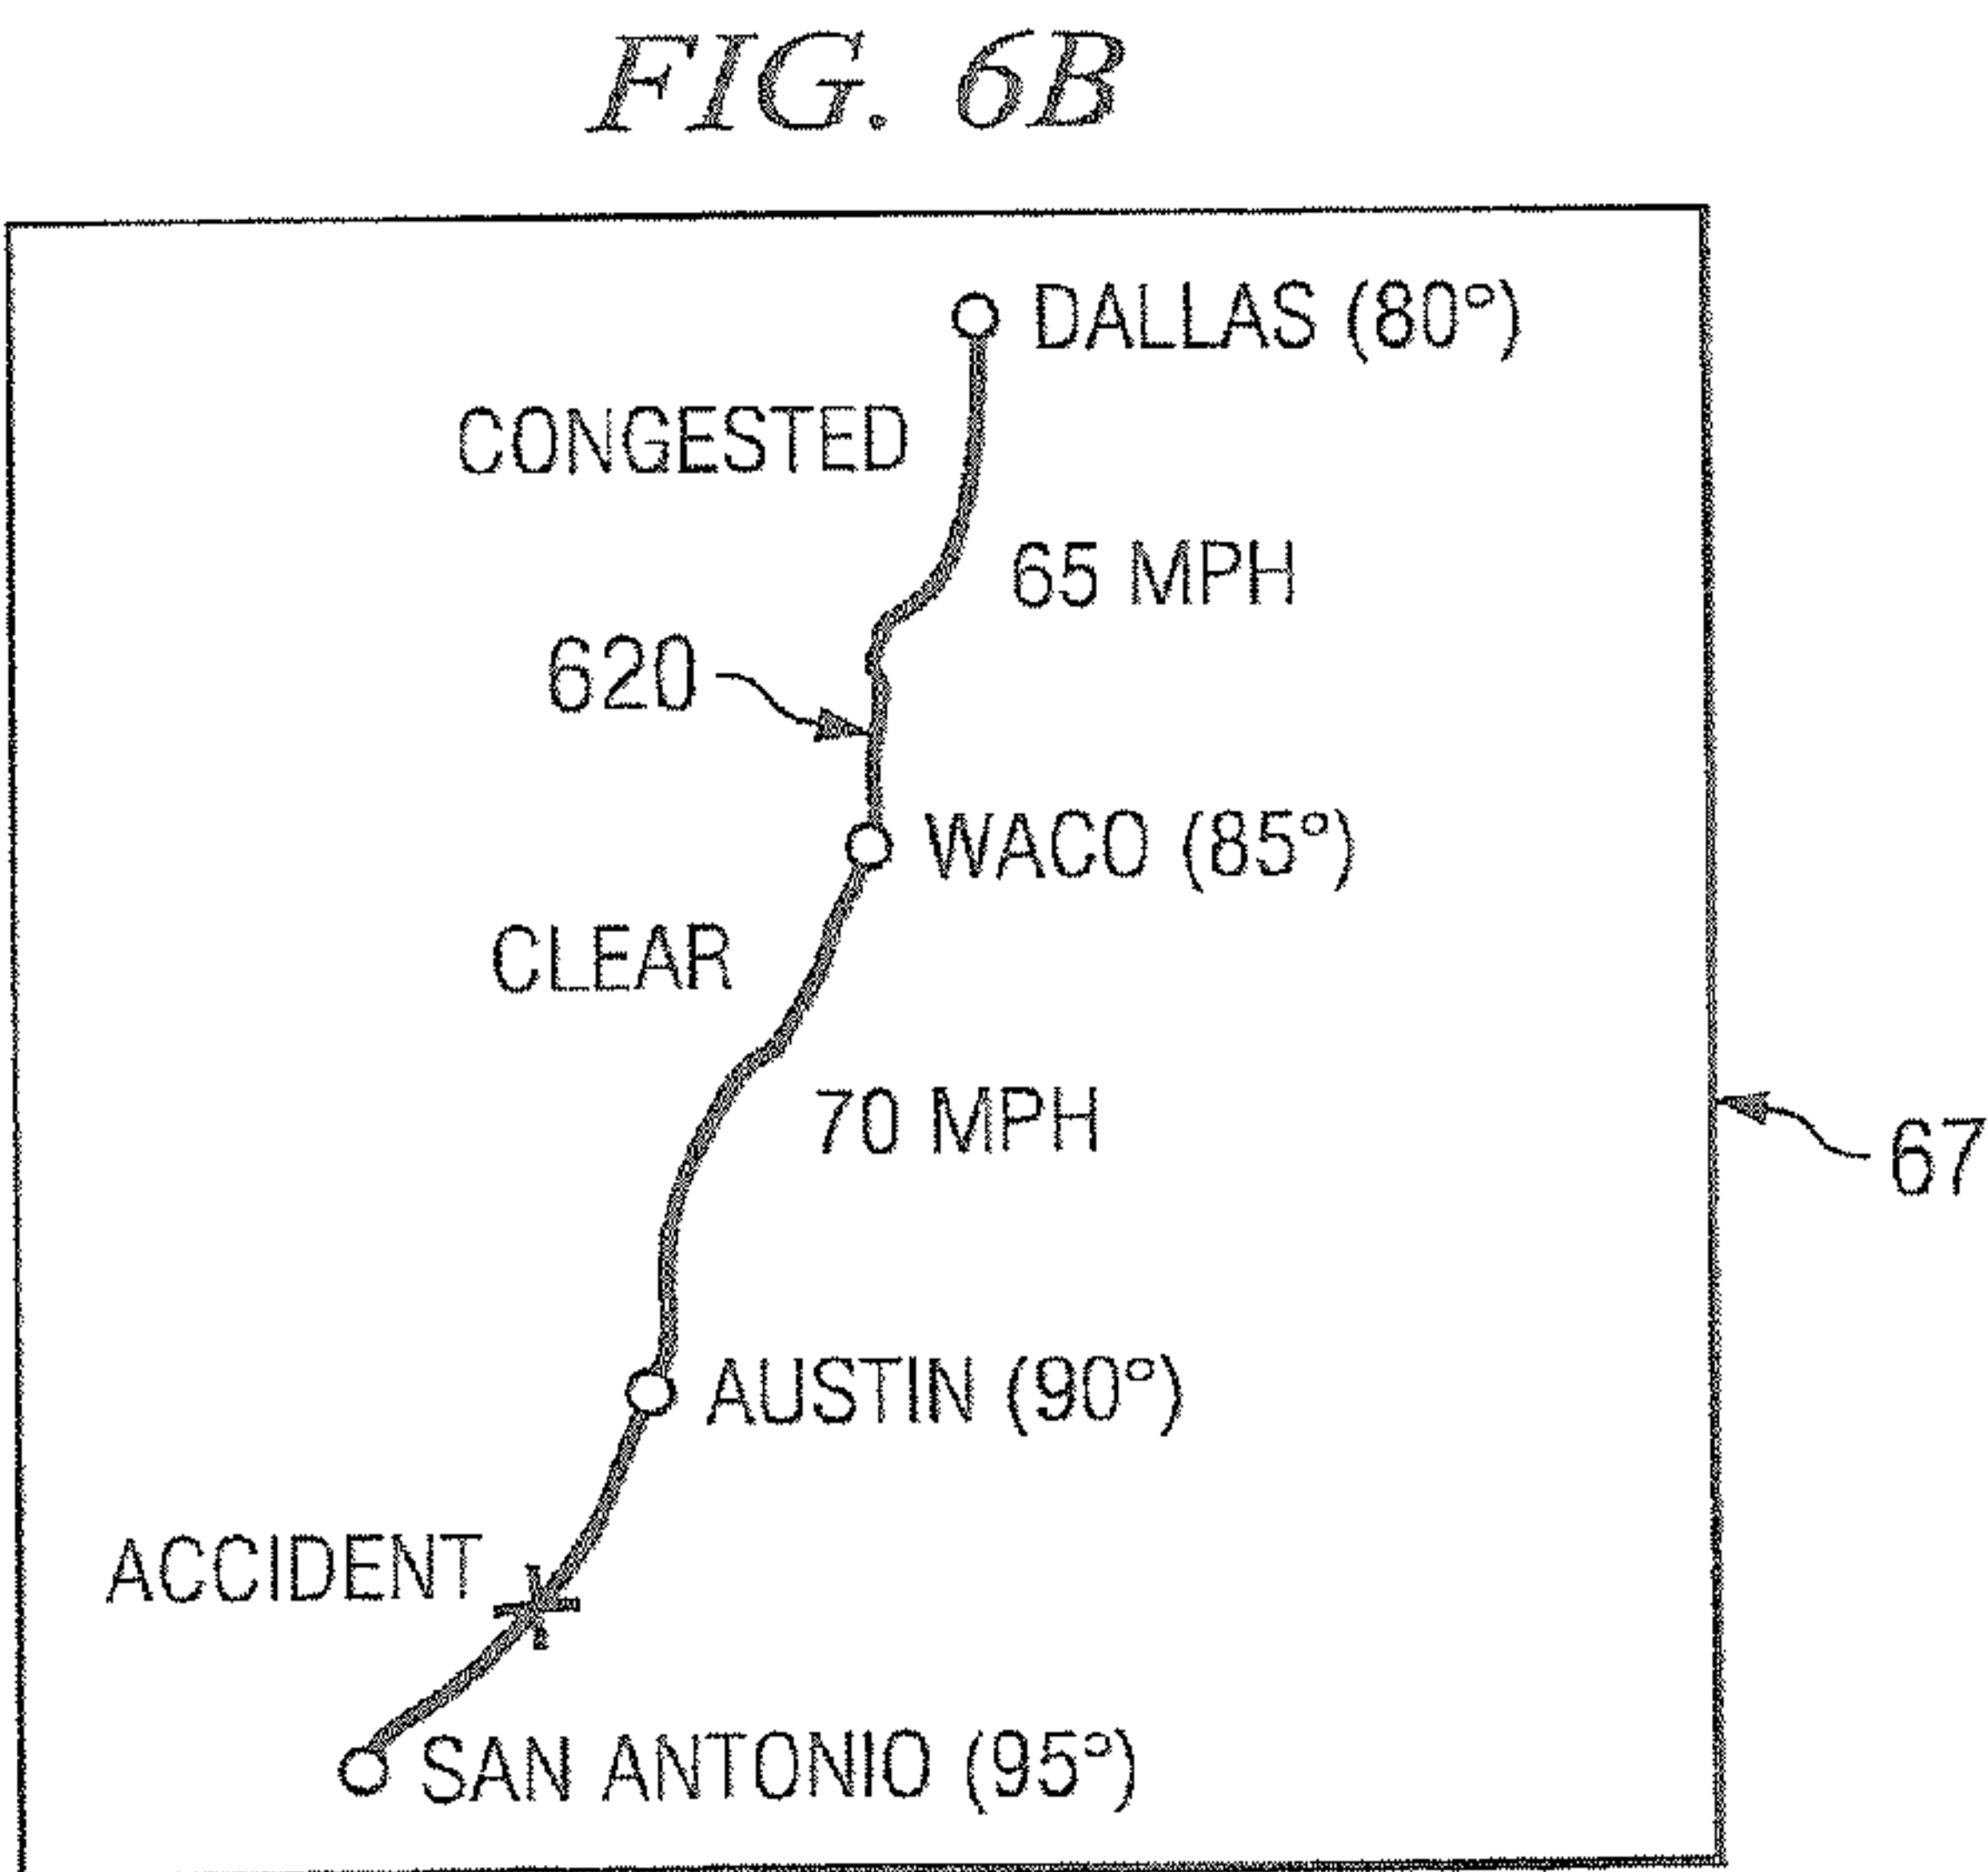 FIG. 6B
DALLAS (80°)
CONGESTED
65 MPH
620
WACO (85°)
CLEAR
70 MPH
67
AUSTIN (90°)
ACCIDENT
SAN ANTONIO (95°)